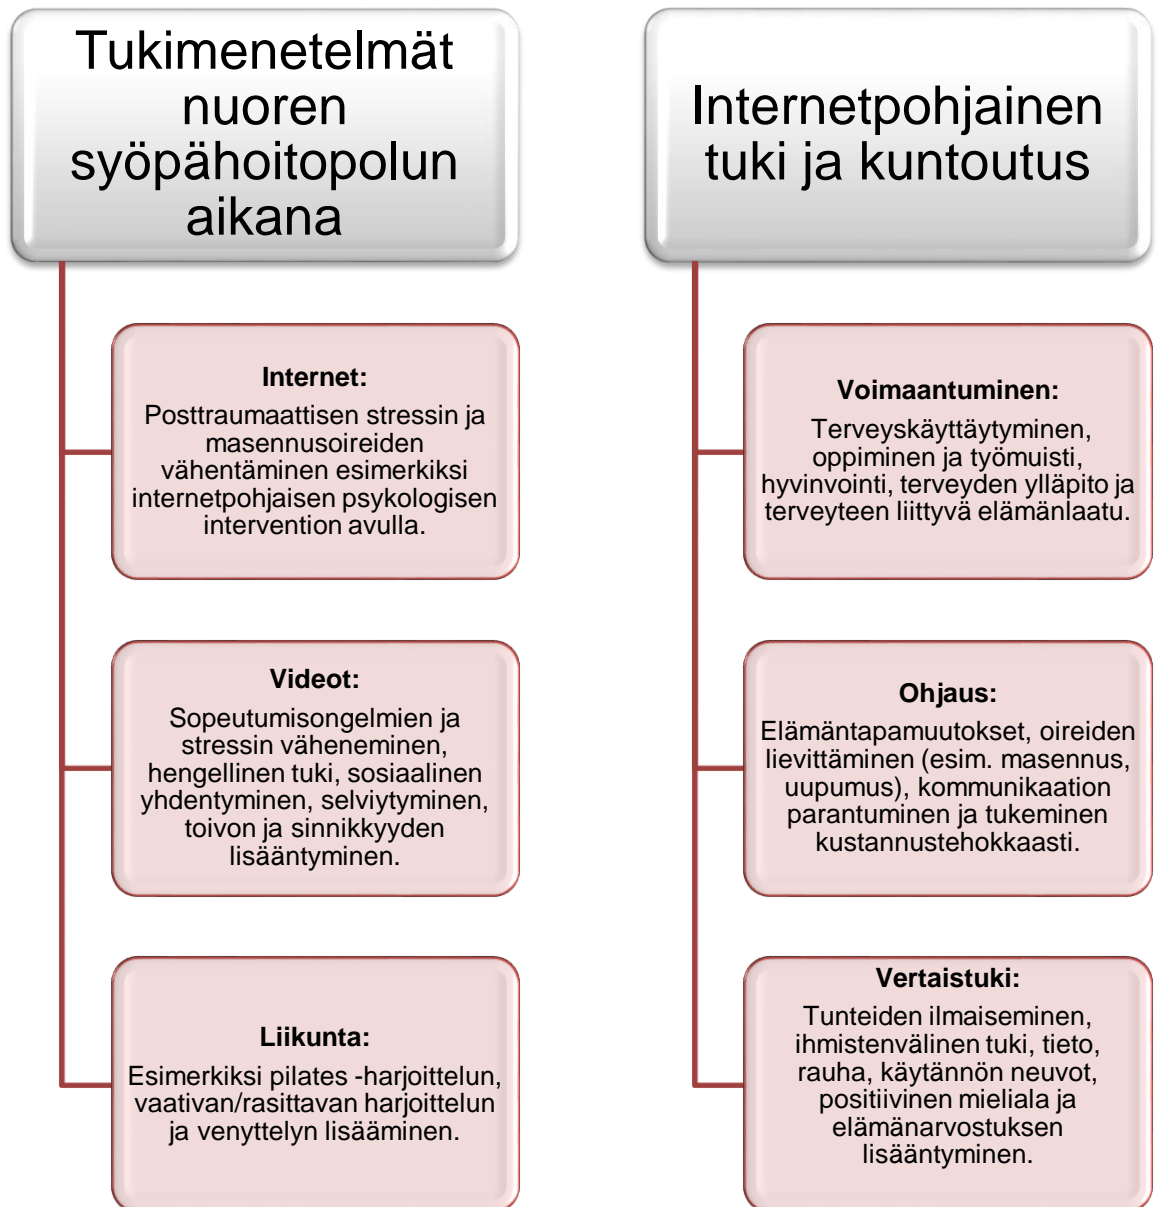 Tukimenetelmät
nuoren
syöpähoitopolun
aikana
Internet:
Posttraumaattisen stressin ja
masennusoireiden
vähentäminen esimerkiksi
internetpohjaisen psykologisen
intervention avulla.
Videot:
Sopeutumisongelmien ja
stressin väheneminen,
hengellinen tuki, sosiaalinen
yhdentyminen, selviytyminen,
toivon ja sinnikkyyden
lisääntyminen.
Liikunta:
Esimerkiksi pilates -harjoittelun,
vaativan/rasittavan harjoittelun
ja venyttelyn lisääminen.
Internetpohjainen
tuki ja kuntoutus
Voimaantuminen:
Terveyskäyttäytyminen,
oppiminen ja työmuisti,
hyvinvointi, terveyden ylläpito ja
terveyteen liittyvä elämänlaatu.
Ohjaus:
Elämäntapamuutokset, oireiden
lievittäminen (esim. masennus,
uupumus), kommunikaation
parantuminen ja tukeminen
kustannustehokkaasti.
Vertaistuki:
Tunteiden ilmaiseminen,
ihmistenvälinen tuki, tieto,
rauha, käytännön neuvot,
positiivinen mieliala ja
elämänarvostuksen
lisääntyminen.